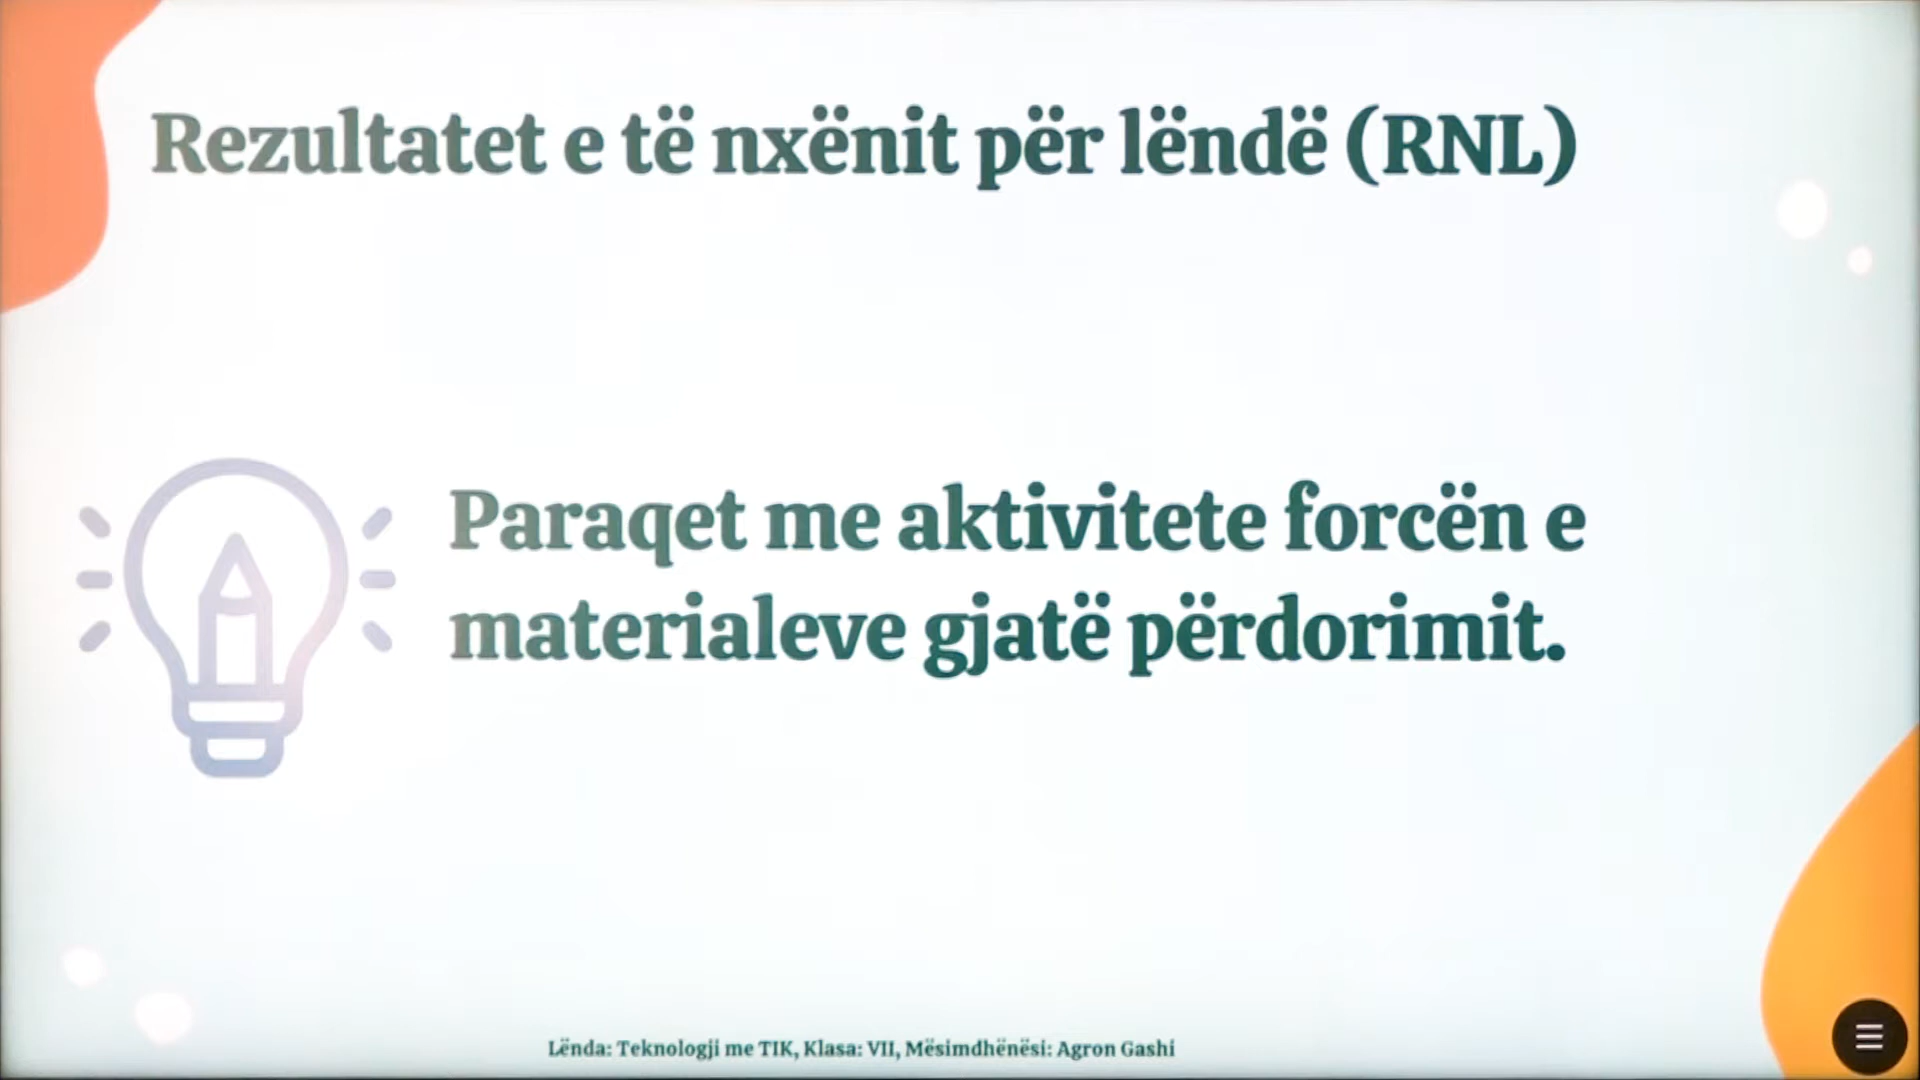 Rezultatet e të nxënit për lëndë (RNL)
Paraqet me aktivitete forcën e
materialeve gjatë përdorimit.
Lënda: Teknologji me TIK, Klasa: VII, Mësimdhënësi: Agron Gashi